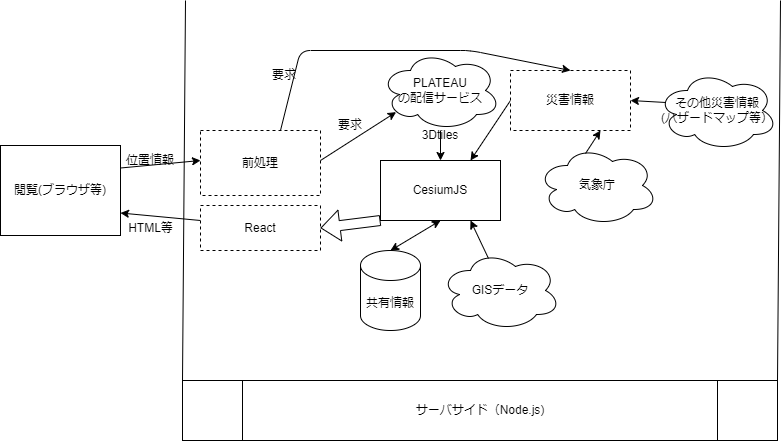 要求
PLATEAU
の配信サービス
災害情報
その他災害情報
(ハザードマップ等)
要求
3Dtiles
位置情報
前処理
気象庁
閲覧(ブラウザ等)
CesiumJS
HTML等
React
共有情報
GISデータ
サーバサイド（Node.js）